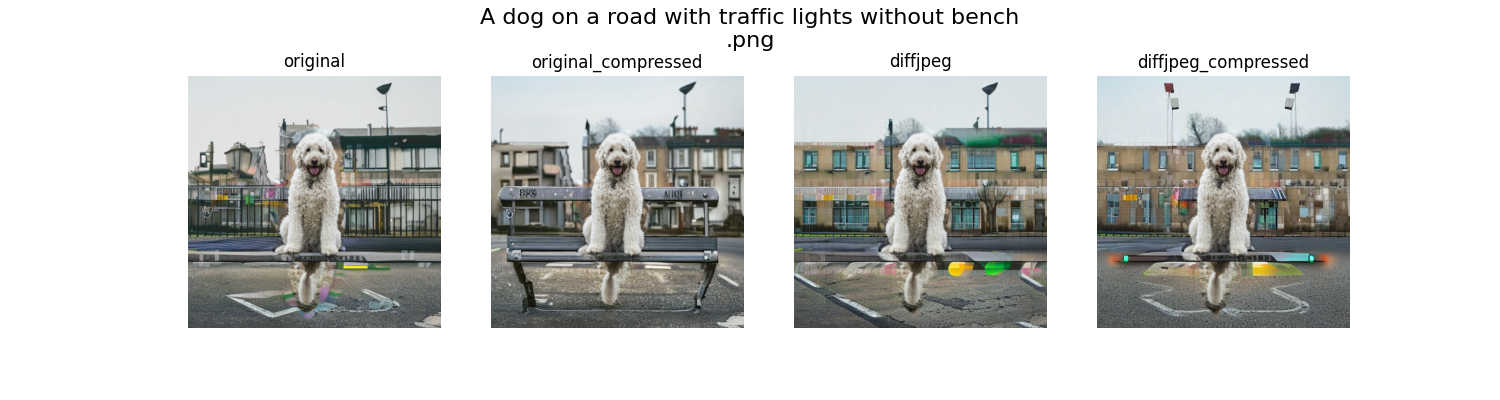 A dog on a road with traffic lights without bench
.png
original
original_compressed
diffjpeg
diffjpeg_compressed